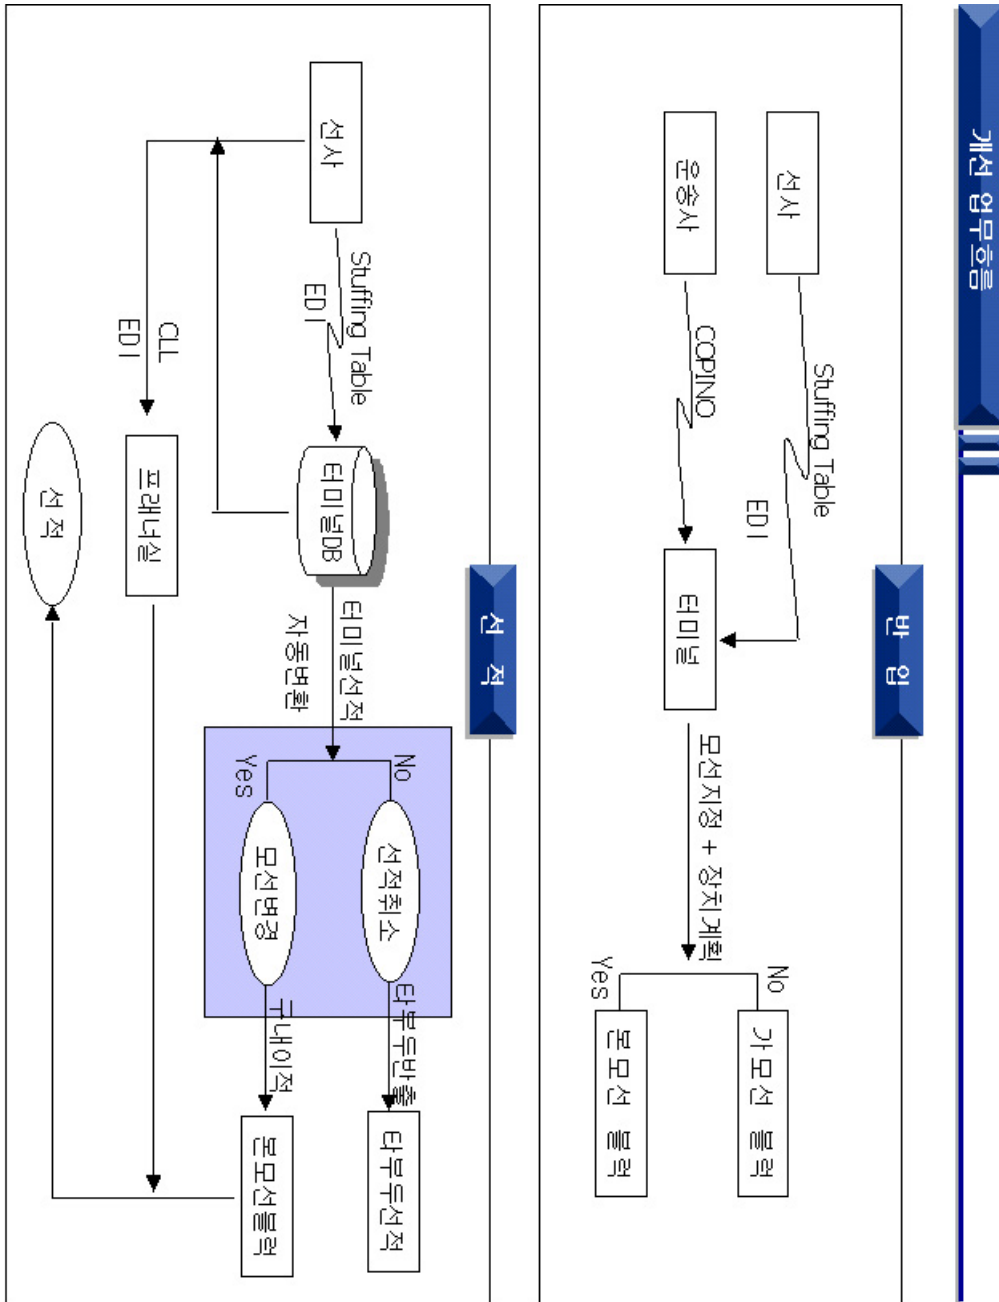 개선 업무흐름
반 입
선사
Stuffing Table
EDI
운송사
COPINO
터미널
모선지정 + 장치계획
No
Yes
가모선 블럭
본모선 블럭
선 적
선사
Stuffing Table
EDI
CLL
EDI
터미널DB
프래너실
선 적
터미널선적
자동변환
No
Yes
선적취소
모선변경
타부두반출
구내이적
타부두선적
본모선블럭